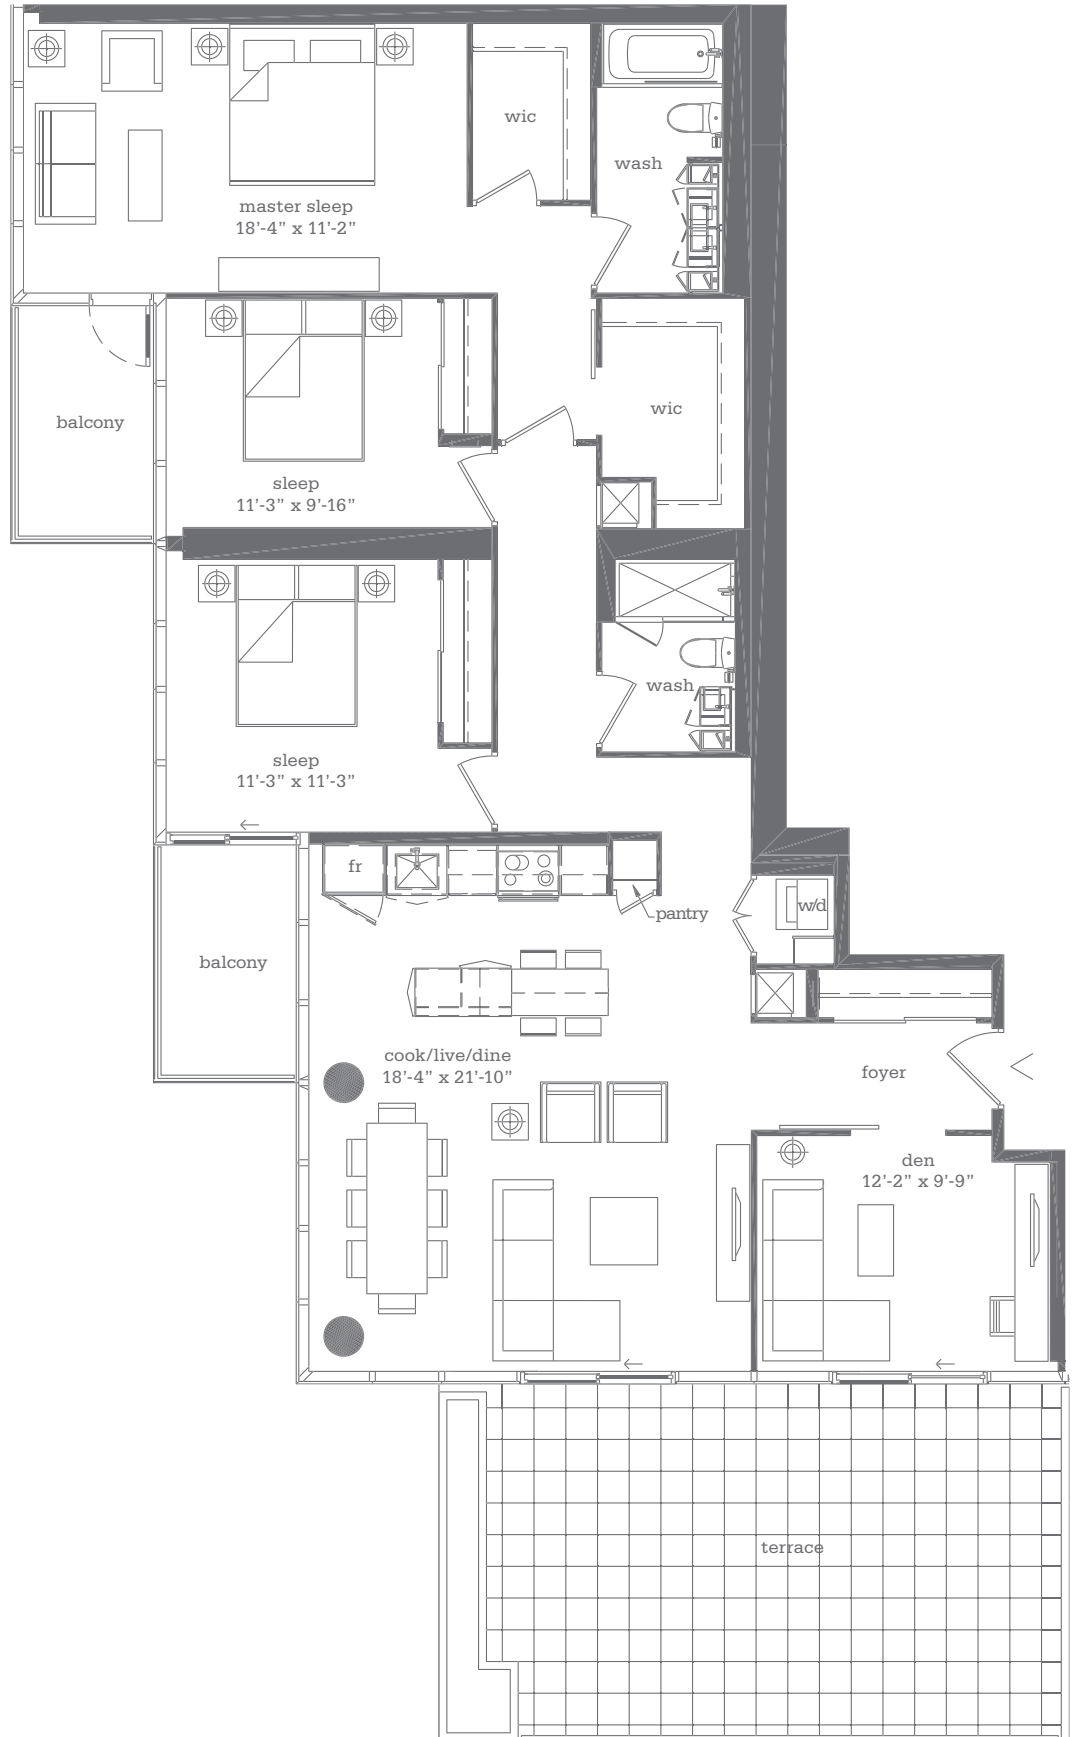 wic
wash
master sleep
18'-4” x 11'-2”
wic
balcony
sleep
11'-3” x 9'-16”
wash
sleep
11'-3” x 11'-3”
fr
w/d
pantry
balcony
cook/live/dine
18'-4” x 21'-10”
foyer
den
12'-2” x 9'-9”
terrace